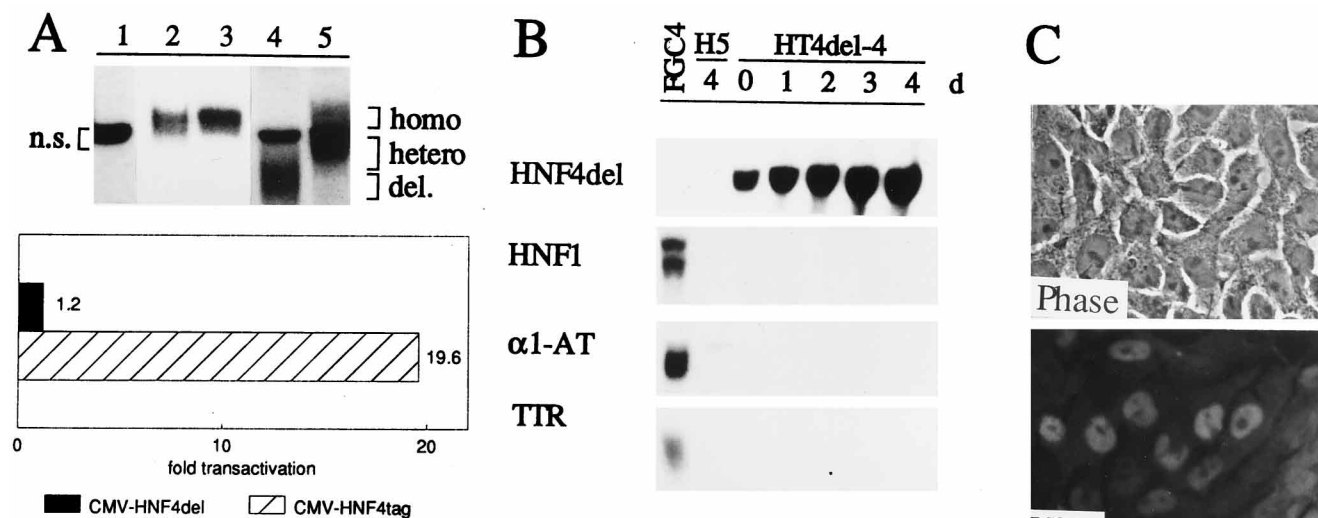 A
1 2 3 4 5
n.s.
homo
hetero
del.
1.2
19.6
0 10 20
fold transactivation
CMV-HNF4del CMV-HNF4tag
B
FGC4 H5 HT4del-4
4 0 1 2 3 4 d
HNF4del
HNF1
α1-AT
TTR
C
Phase